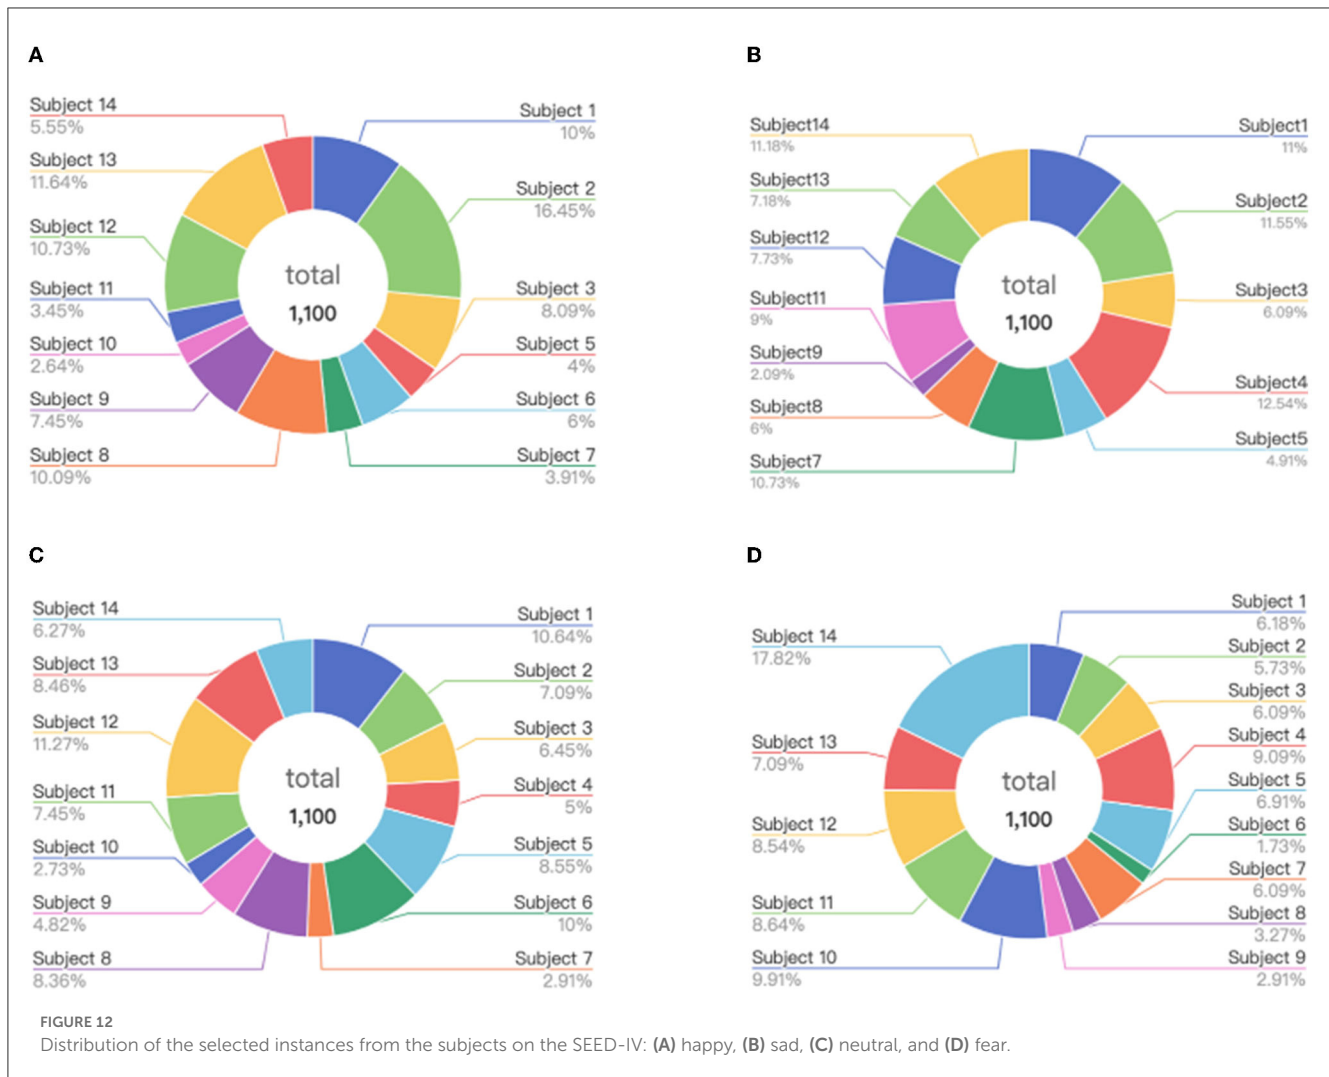 A
Subject 14
5.55%
Subject 13
11.64%
Subject 12
10.73%
Subject 11
3.45%
Subject 10
2.64%
Subject 9
7.45%
Subject 8
10.09%
total
1,100
Subject 1
10%
Subject 2
16.45%
Subject 3
8.09%
Subject 5
4%
Subject 6
6%
Subject 7
3.91%
B
Subject14
11.18%
Subject13
7.18%
Subject12
7.73%
Subject11
9%
Subject9
2.09%
Subject8
6%
Subject7
10.73%
total
1,100
Subject1
11%
Subject2
11.55%
Subject3
6.09%
Subject4
12.54%
Subject5
4.91%
C
Subject 14
6.27%
Subject 13
8.46%
Subject 12
11.27%
Subject 11
7.45%
Subject 10
2.73%
Subject 9
4.82%
Subject 8
8.36%
total
1,100
Subject 1
10.64%
Subject 2
7.09%
Subject 3
6.45%
Subject 4
5%
Subject 5
8.55%
Subject 6
10%
Subject 7
2.91%
D
Subject 14
17.82%
Subject 13
7.09%
Subject 12
8.54%
Subject 11
8.64%
Subject 10
9.91%
total
1,100
Subject 1
6.18%
Subject 2
5.73%
Subject 3
6.09%
Subject 4
9.09%
Subject 5
6.91%
Subject 6
1.73%
Subject 7
6.09%
Subject 8
3.27%
Subject 9
2.91%
FIGURE 12
Distribution of the selected instances from the subjects on the SEED-IV: (A) happy, (B) sad, (C) neutral, and (D) fear.